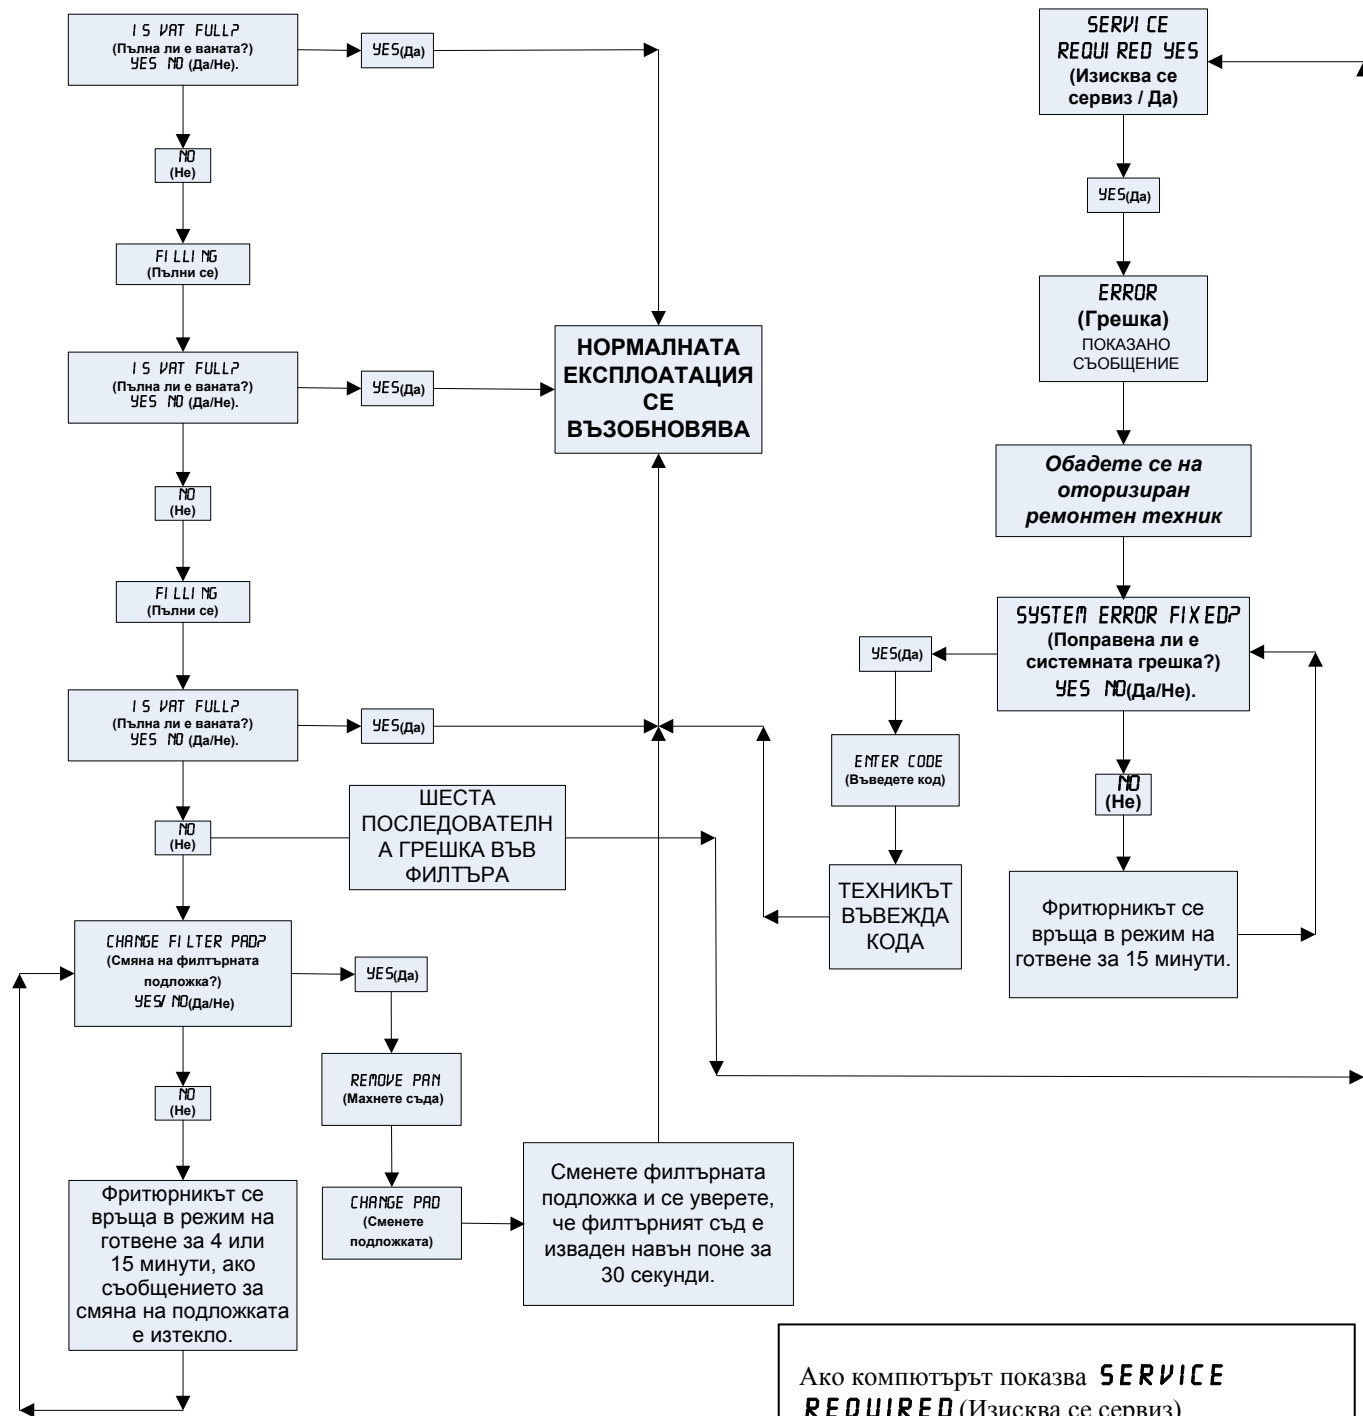 IS VAT FULL?
(Пълна ли е ваната?)
YES NO (Да/Не).
YES(Да)
NO
(Не)
FILLING
(Пълни се)
IS VAT FULL?
(Пълна ли е ваната?)
YES NO (Да/Не).
YES(Да)
NO
(Не)
FILLING
(Пълни се)
IS VAT FULL?
(Пълна ли е ваната?)
YES NO (Да/Не).
YES(Да)
NO
(Не)
ШЕСТА
ПОСЛЕДОВАТЕЛН
А ГРЕШКА ВЪВ
ФИЛТЪРА
CHANGE FILTER PAD?
(Смяна на филтърната
подложка?)
YES/ NO(Да/Не)
YES(Да)
REMOVE PAN
(Махнете съда)
CHANGE PAD
(Сменете
подложката)
Сменете филтърната
подложка и се уверете,
че филтърният съд е
изваден навън поне за
30 секунди.
NO
(Не)
Фритюрникът се
връща в режим на
готвене за 4 или
15 минути, ако
съобщението за
смяна на подложката
е изтекло.
НОРМАЛНАТА
ЕКСПЛОАТАЦИЯ
СЕ
ВЪЗОБНОВЯВА
SERVICE
REQUIRED YES
(Изисква се
сервиз / Да)
YES(Да)
ERROR
(Грешка)
ПОКАЗАНО
СЪОБЩЕНИЕ
Обадете се на
оторизиран
ремонтен техник
SYSTEM ERROR FIXED?
(Поправена ли е
системната грешка?)
YES NO(Да/Не).
YES(Да)
ENTER CODE
(Въведете код)
ТЕХНИКЪТ
ВЪВЕЖДА
КОДА
NO
(Не)
Фритюрникът се
връща в режим на
готвене за 15 минути.
Ако компютърът показва SERVICE
REQUIRED (Изисква се сервиз)